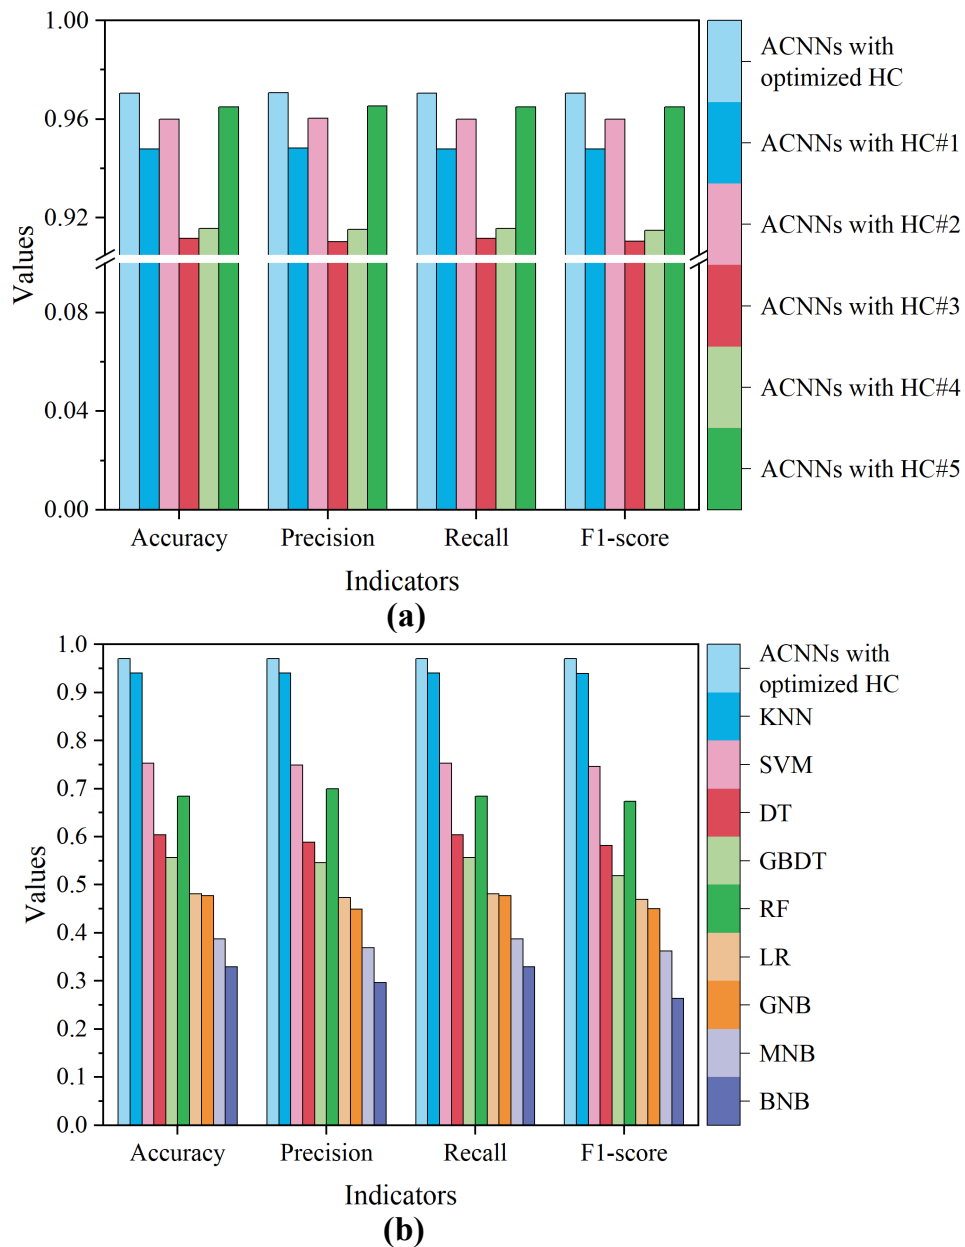 1.00
0.96
0.92
0.08
0.04
0.00
Values
Accuracy Precision Recall F1-score
Indicators
ACNNs with
optimized HC
ACNNs with HC#1
ACNNs with HC#2
ACNNs with HC#3
ACNNs with HC#4
ACNNs with HC#5
(a)
1.0
0.9
0.8
0.7
0.6
0.5
0.4
0.3
0.2
0.1
0.0
Values
Accuracy Precision Recall F1-score
Indicators
ACNNs with
optimized HC
KNN
SVM
DT
GBDT
RF
LR
GNB
MNB
BNB
(b)